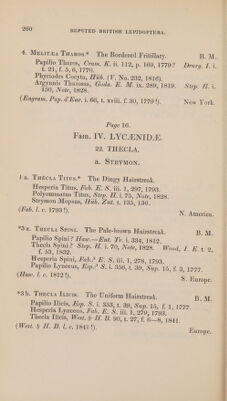 260 REPUTED BRITISH LEPIDOPTERA.
4. MELITÆA THAROS.* The Bordered Fritillary. B. M.
Papilio Tharos, Cram. K. ii. 112, p. 169, 1779? Drury. I. i.
t. 21, f. 5, 6, 1770.
Phyciodes Cocyta, Hüb. (V. No. 232, 1816).
Argynnis Tharossa, Goda. E. M. ix. 289, 1819. Step. H. i.
150, Note, 1828.
(Engram. Pap. d'Eur. i. 66, t. xviii. f. 30, 1779!). New York.
Page 16.
Fam. IV. LYCÆNIDÆ.
22. THECLA.
a. STRYMON.
1 a. THECLA TITUS.* The Dingy Hairstreak.
Hesperia Titus, Fab. E. S. iii. 1, 297, 1793.
Polyommatus Titus, Step. H. i. 75, Note, 1828.
Strymon Mopsus, Hüb. Zut. t. 135, 136.
(Fab. l. c. 1793!). N. America.
*3 a. THECLA SPINI. The Pale-brown Hairstreak. B. M.
Papilio Spini? Haw.—Ent. Tr. i. 334, 1812.
Thecla Spini? Step. H. i. 76, Note, 1828. Wood, I. E. t. 2,
f. 53, 1832.
Hesperia Spini, Fab.? E. S. iii. 1, 278, 1793.
Papilio Lynceus, Esp.? S. i. 356, t. 39, Sup. 15, f. 3, 1777.
(Haw. l. c. 1812!). S. Europe.
*3 b. THECLA ILICIS. The Uniform Hairstreak. B. M.
Papilio Ilicis, Esp. S. i. 353, t. 39, Sup. 15, f. 1, 1777.
Hesperia Lynceus, Fab. E. S. iii. 1, 279, 1793.
Thecla Ilicis, West. & H. B. 90, t. 27, f. 6—8, 1841.
(West. & H. B. l. c. 1841!). Europe.